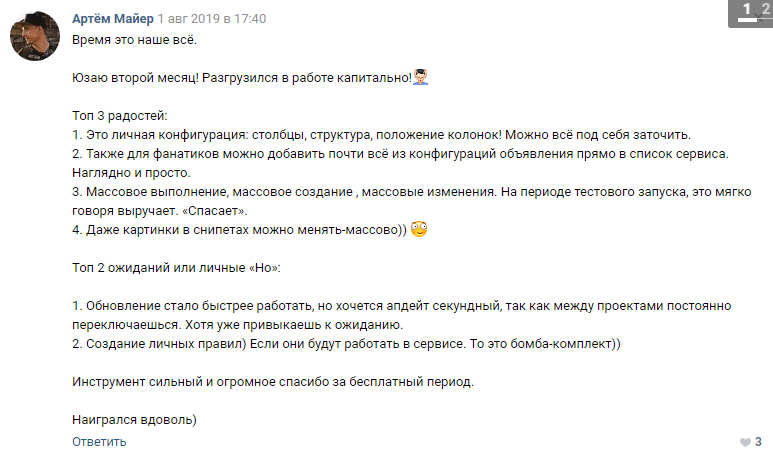 1 2
Артём Майер 1 авг 2019 в 17:40
Время это наше всё.
Юзаю второй месяц! Разгрузился в работе капитально!
Топ 3 радостей:
1. Это личная конфигурация: столбцы, структура, положение колонок! Можно всё под себя заточить.
2. Также для фанатиков можно добавить почти всё из конфигураций объявления прямо в список сервиса.
Наглядно и просто.
3. Массовое выполнение, массовое создание , массовые изменения. На периоде тестового запуска, это мягко
говоря выручает. «Спасает».
4. Даже картинки в снипетах можно менять-массово))
Топ 2 ожиданий или личные «Но»:
1. Обновление стало быстрее работать, но хочется апдейт секундный, так как между проектами постоянно
переключаешься. Хотя уже привыкаешь к ожиданию.
2. Создание личных правил) Если они будут работать в сервисе. То это бомба-комплект))
Инструмент сильный и огромное спасибо за бесплатный период.
Наигрался вдоволь)
Ответить 3